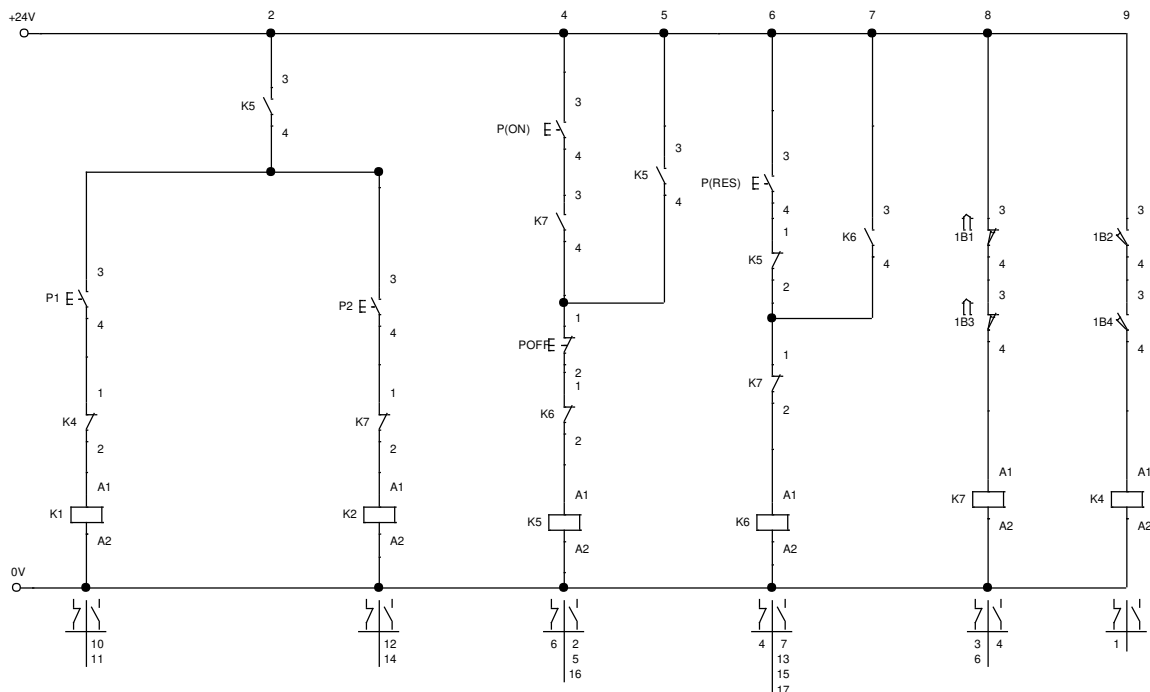 +24V 2 4 5 6 7 8 9
3
K5
4
3
P(ON)
4
3
K7
4
3
K5
4
3
P(RES)
4
1
K5
2
3
K6
4
3
1B1
4
3
1B3
4
3
1B2
4
3
1B4
4
3
P1
4
3
P2
4
1
POFF
2
1
K6
2
1
K7
2
1
K4
2
1
K7
2
A1
K1
A2
A1
K2
A2
A1
K5
A2
A1
K6
A2
A1
K7
A2
A1
K4
A2
0V
10
11
12
14
6 2
5
16
4 7
13
15
17
3 4
6
1